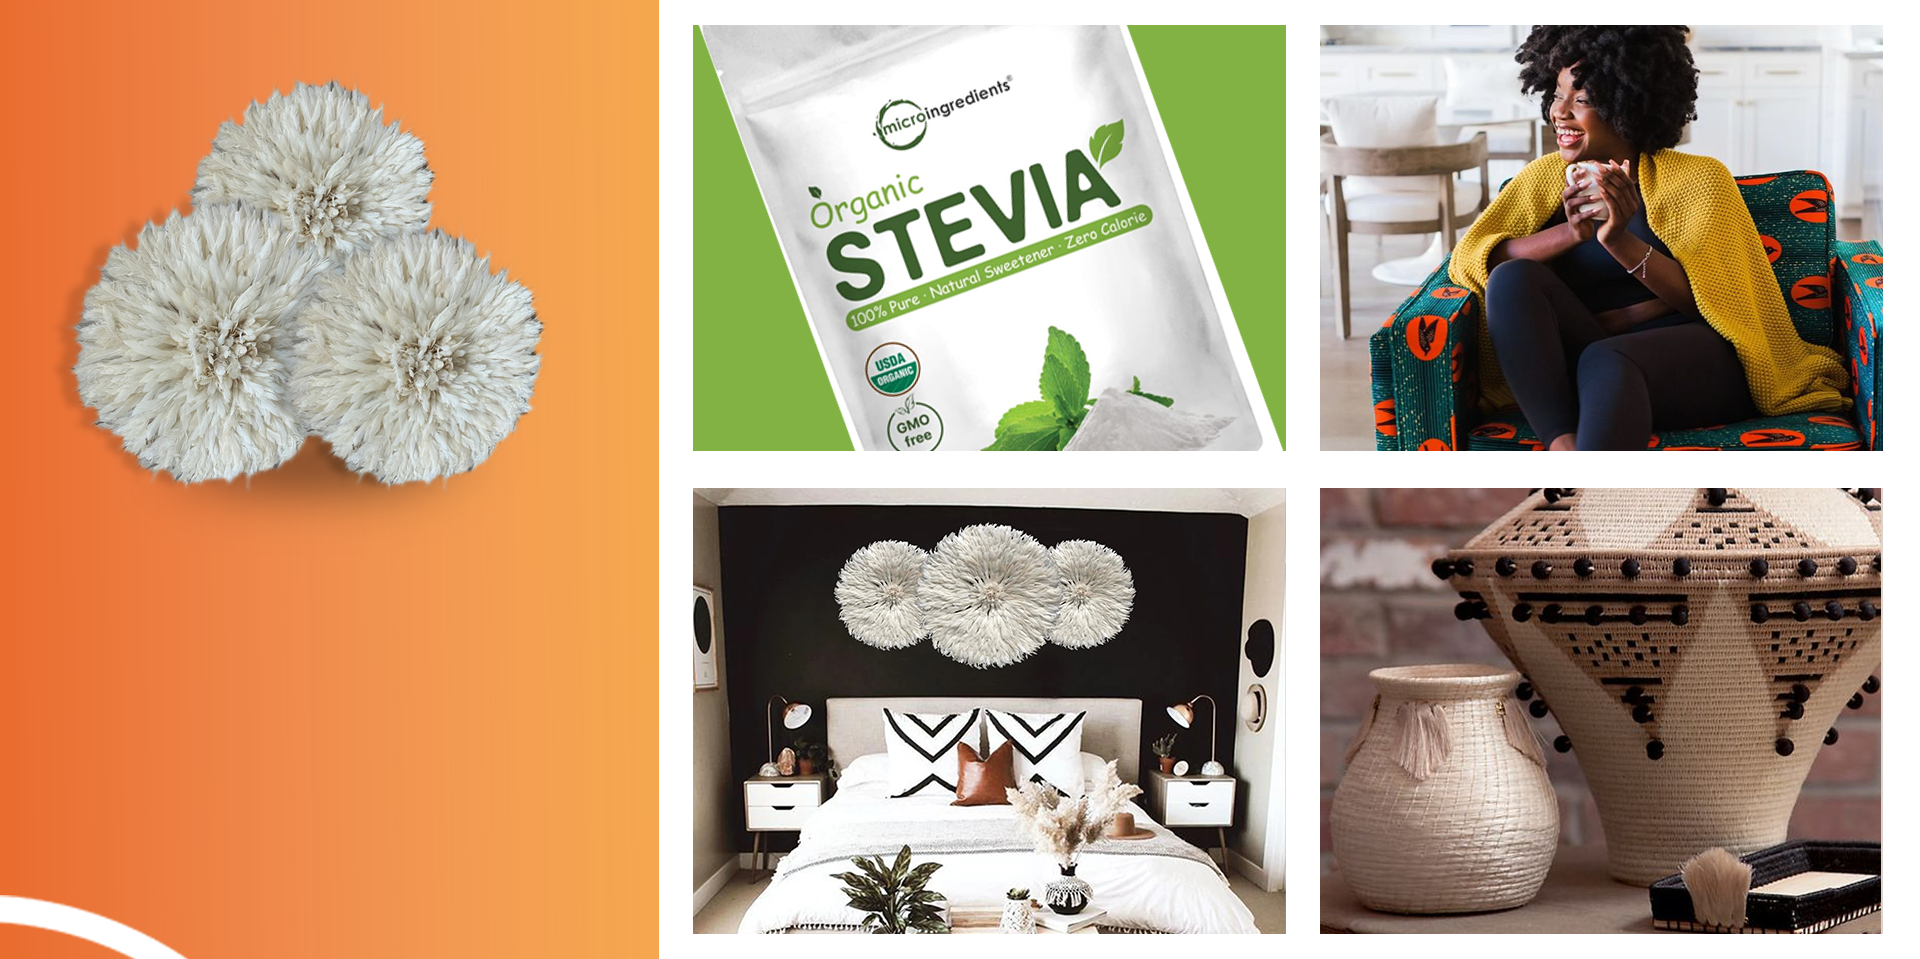 microingredients®
Organic
STEVIA
100% Pure · Natural Sweetener · Zero Calorie
USDA
ORGANIC
GMO
free